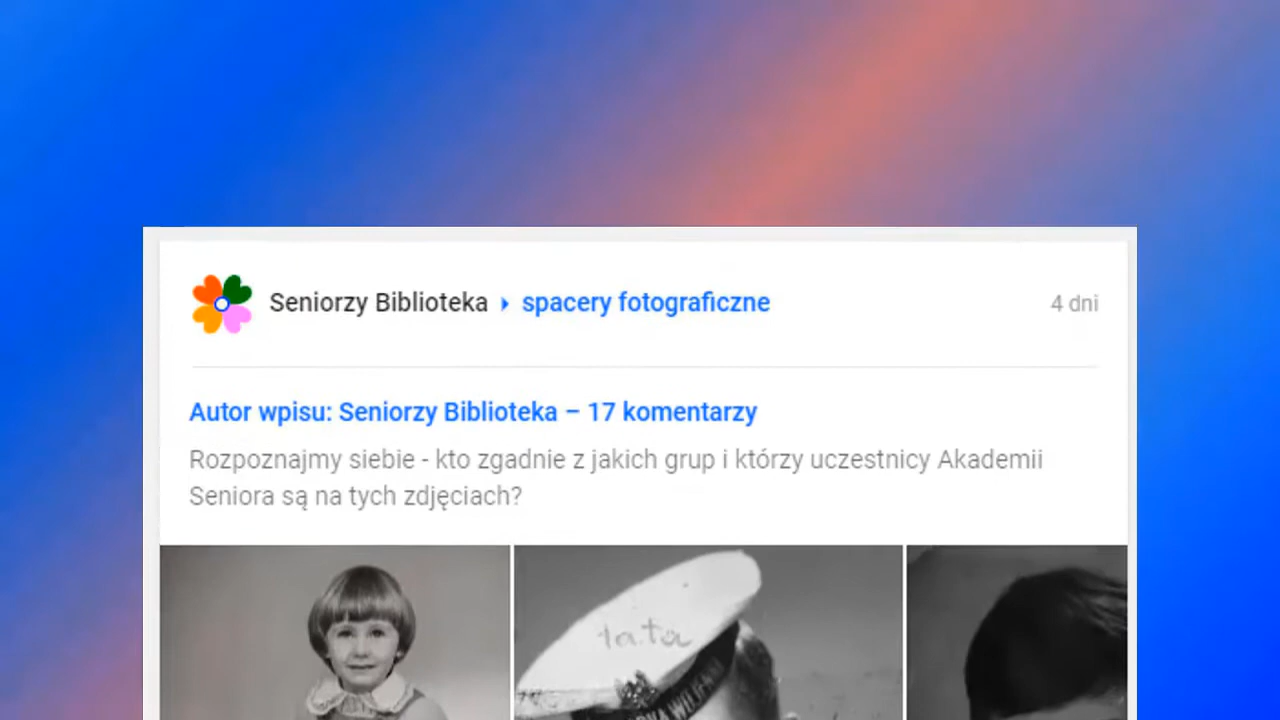 Seniorzy Biblioteka spacery fotograficzne 4 dni
Autor wpisu: Seniorzy Biblioteka – 17 komentarzy
Rozpoznajmy siebie - kto zgadnie z jakich grup i którzy uczestnicy Akademii
Seniora są na tych zdjęciach?
tata